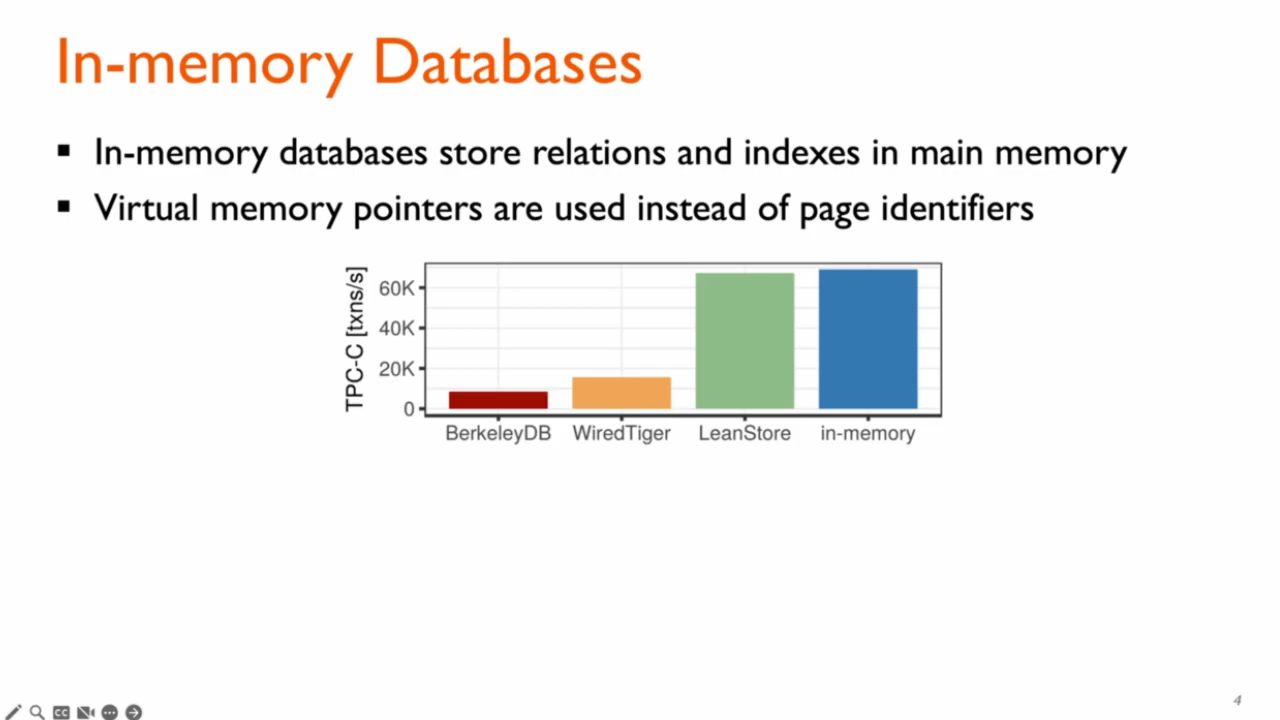 In-memory Databases
▪ In-memory databases store relations and indexes in main memory
▪ Virtual memory pointers are used instead of page identifiers
TPC-C [txns/s]
60K
40K
20K
0
BerkeleyDB WiredTiger LeanStore in-memory
CC
4